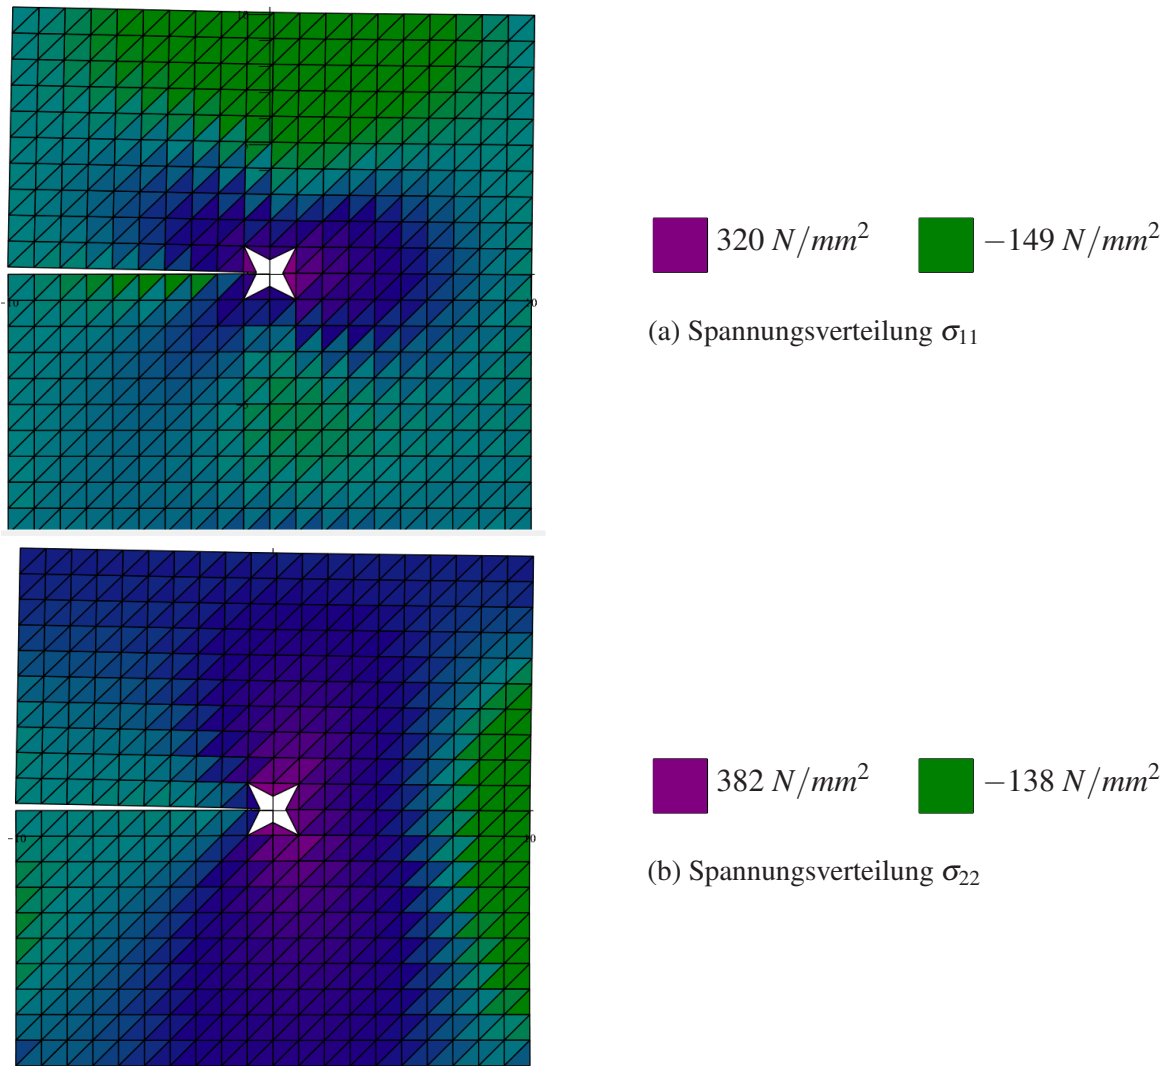 320 N/mm² −149 N/mm²
(a) Spannungsverteilung σ₁₁
382 N/mm² −138 N/mm²
(b) Spannungsverteilung σ₂₂